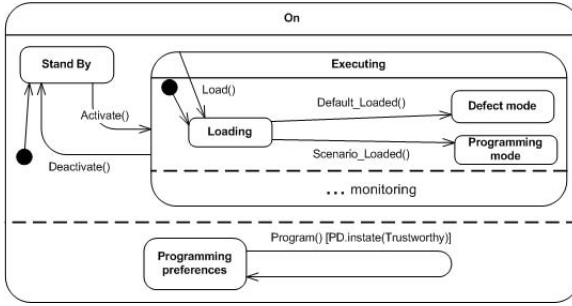 On
Stand By
Executing
Load()
Default_Loaded()
Defect mode
Activate()
Loading
Programming
mode
Scenario_Loaded()
Deactivate()
... monitoring
Program() [PD.instate(Trustworthy)]
Programming
preferences